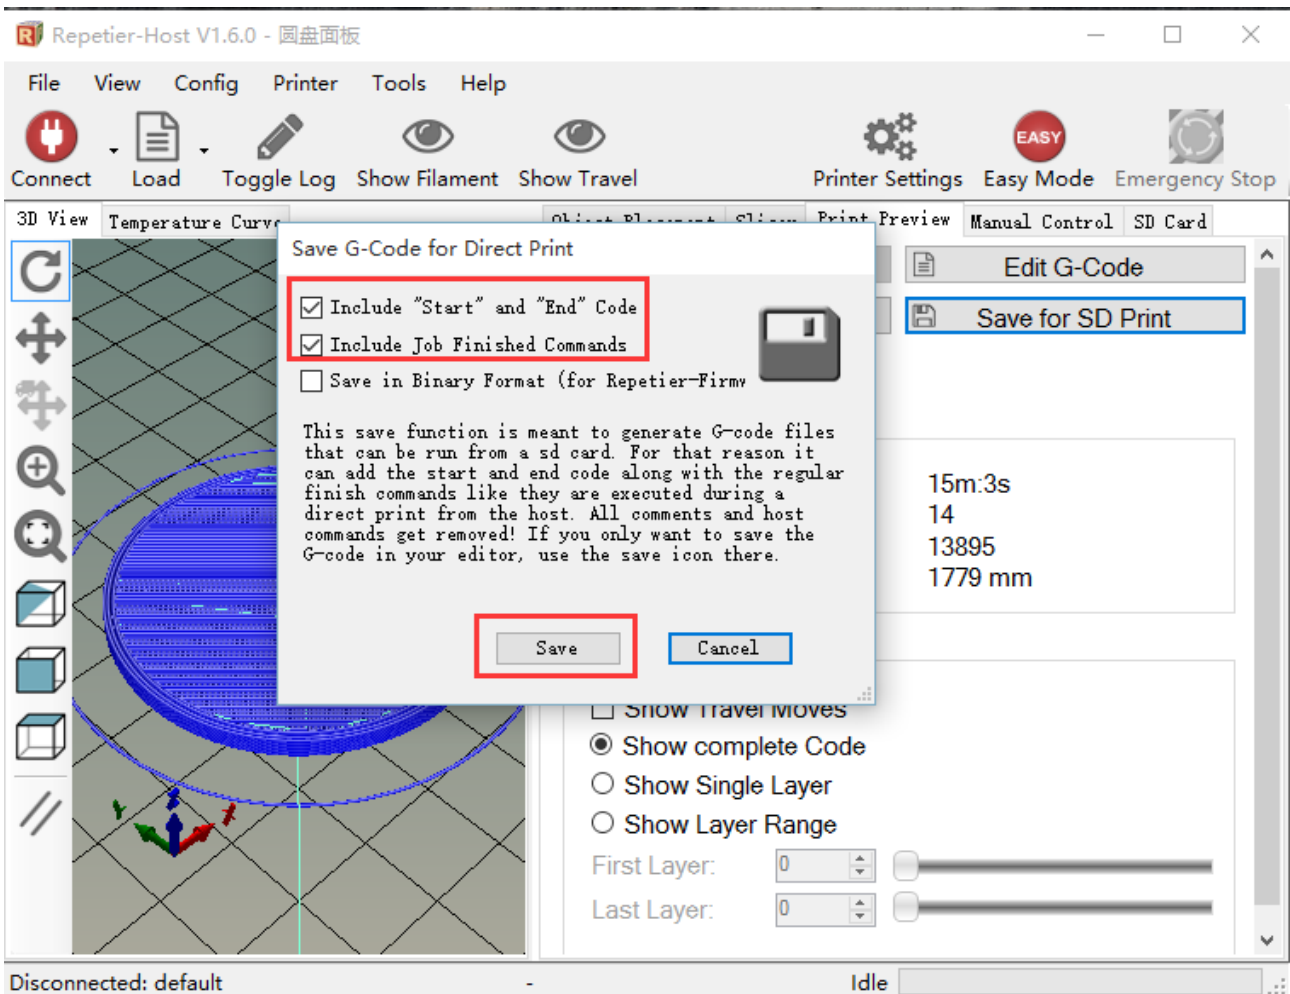 Repetier-Host V1.6.0 - 圆盘面板
File View Config Printer Tools Help
EASY
Connect Load Toggle Log Show Filament Show Travel Printer Settings Easy Mode Emergency Stop
3D View Temperature Curve Object Placement Slicer Print Preview Manual Control SD Card
Save G-Code for Direct Print
Edit G-Code
Include "Start" and "End" Code
Save for SD Print
Include Job Finished Commands
Save in Binary Format (for Repetier-Firmw
This save function is meant to generate G-code files
that can be run from a sd card. For that reason it
can add the start and end code along with the regular
finish commands like they are executed during a
direct print from the host. All comments and host
commands get removed! If you only want to save the
G-code in your editor, use the save icon there.
15m:3s
14
13895
1779 mm
Save Cancel
Show Travel Moves
Show complete Code
Show Single Layer
Show Layer Range
First Layer: 0
Last Layer: 0
Disconnected: default - Idle